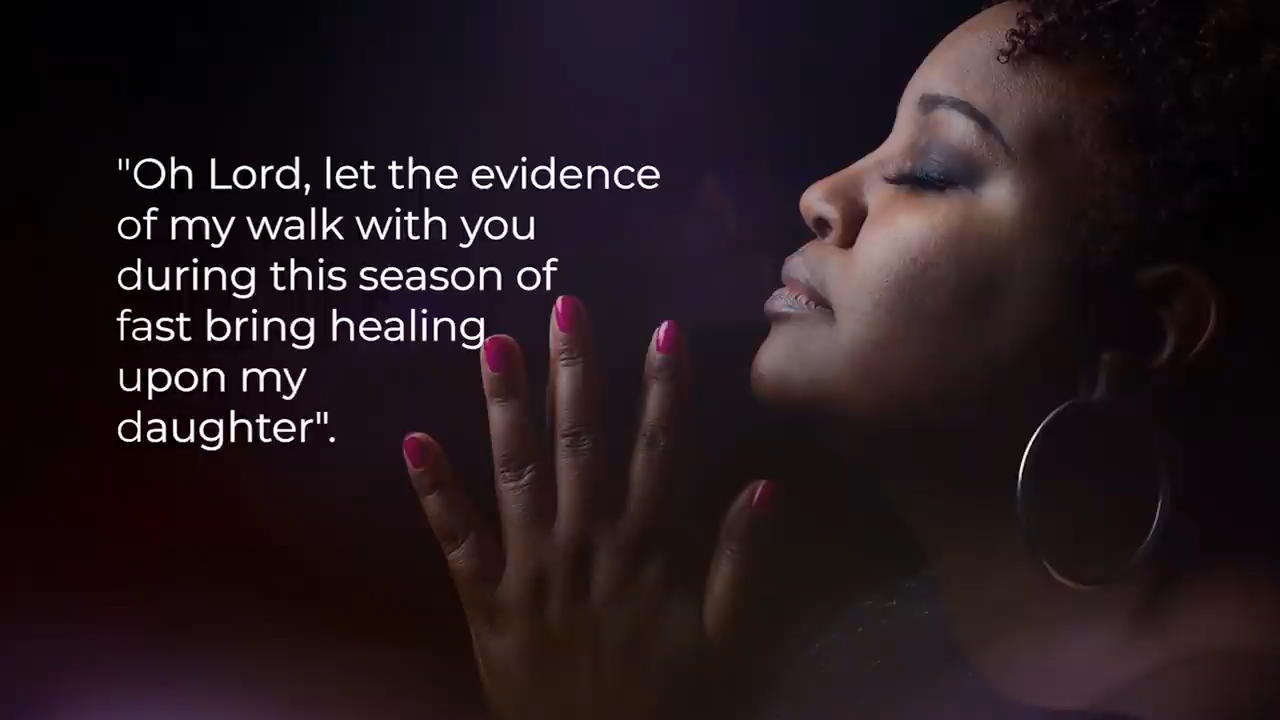 "Oh Lord, let the evidence
of my walk with you
during this season of
fast bring healing
upon my
daughter".